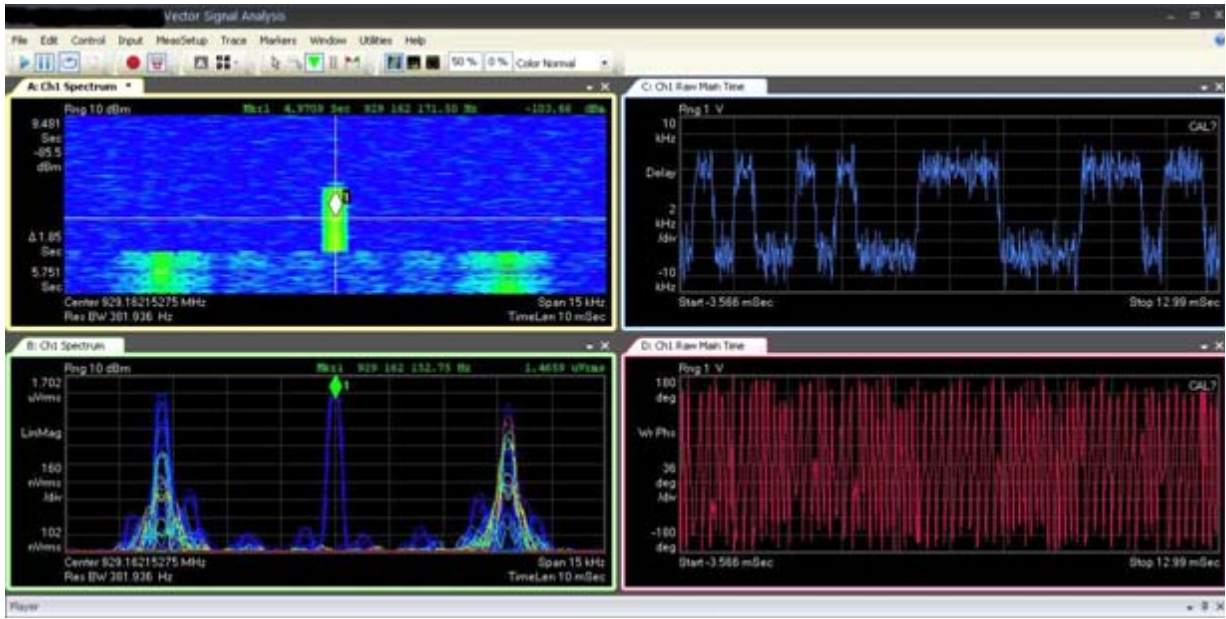 Vector Signal Analysis
File Edit Control Input MeasSetup Trace Markers Window Utilities Help
50 % 0 % Color Normal
A: Ch1 Spectrum *
Rng 10 dBm Mkr1 4.9709 Sec 929 162 171.50 Hz -103.66 dBm
9.481
Sec
-85.5
dBm
1
Δ 1.85
Sec
5.751
Sec
Center 929.16215275 MHz Span 15 kHz
Res BW 381.936 Hz TimeLen 10 mSec
C: Ch1 Raw Main Time
Rng 1 V
10
kHz
CAL?
Delay
2
kHz
/div
-10
kHz
Start -3.566 mSec Stop 12.99 mSec
B: Ch1 Spectrum
Rng 10 dBm Mkr1 929 162 152.75 Hz 1.4659 uVrms
1.702
uVrms
1
LinMag
160
nVrms
/div
102
nVrms
Center 929.16215275 MHz Span 15 kHz
Res BW 381.936 Hz TimeLen 10 mSec
D: Ch1 Raw Main Time
Rng 1 V
180
deg
CAL?
WrPhs
36
deg
/div
-180
deg
Start -3.566 mSec Stop 12.99 mSec
Player